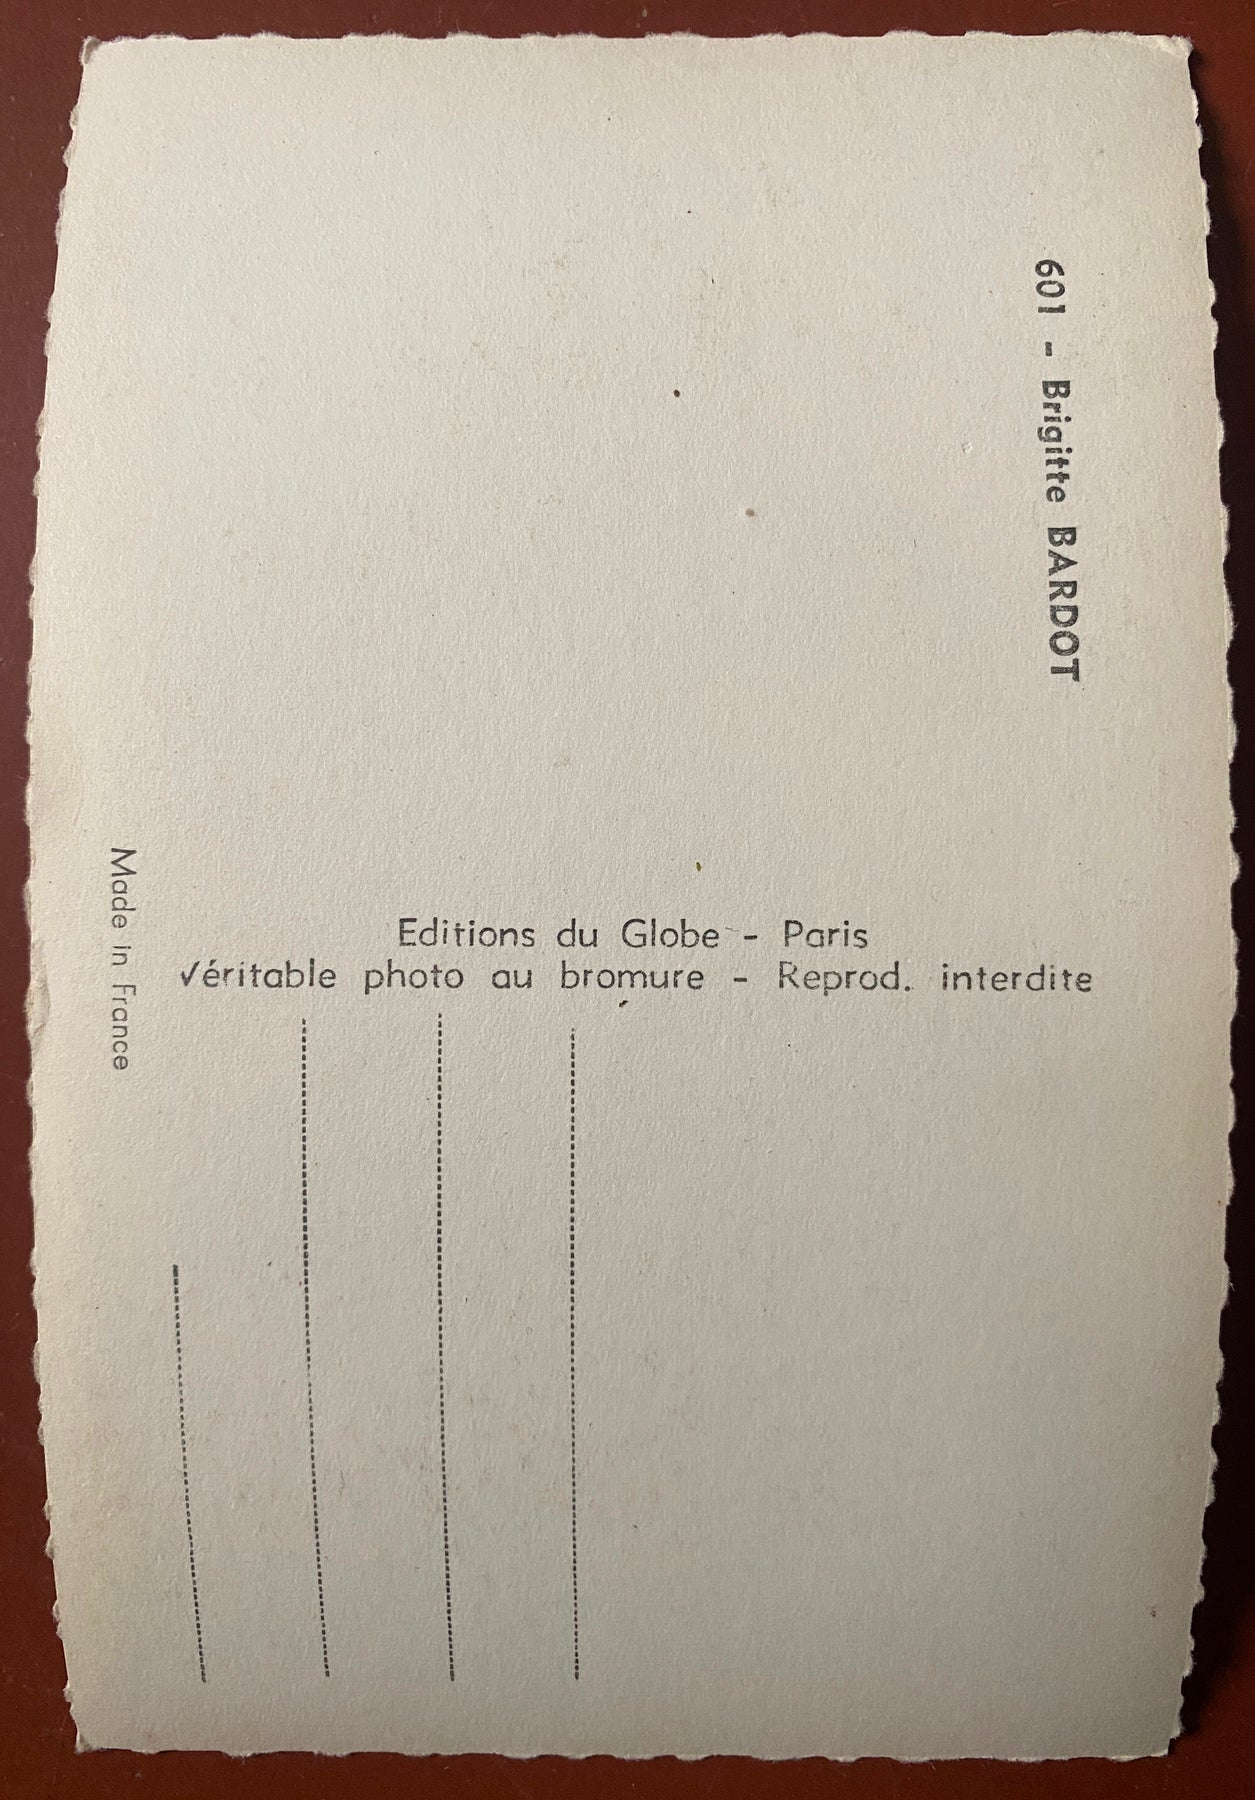 601 - Brigitte BARDOT
Editions du Globe - Paris
Véritable photo au bromure - Reprod. interdite
Made in France